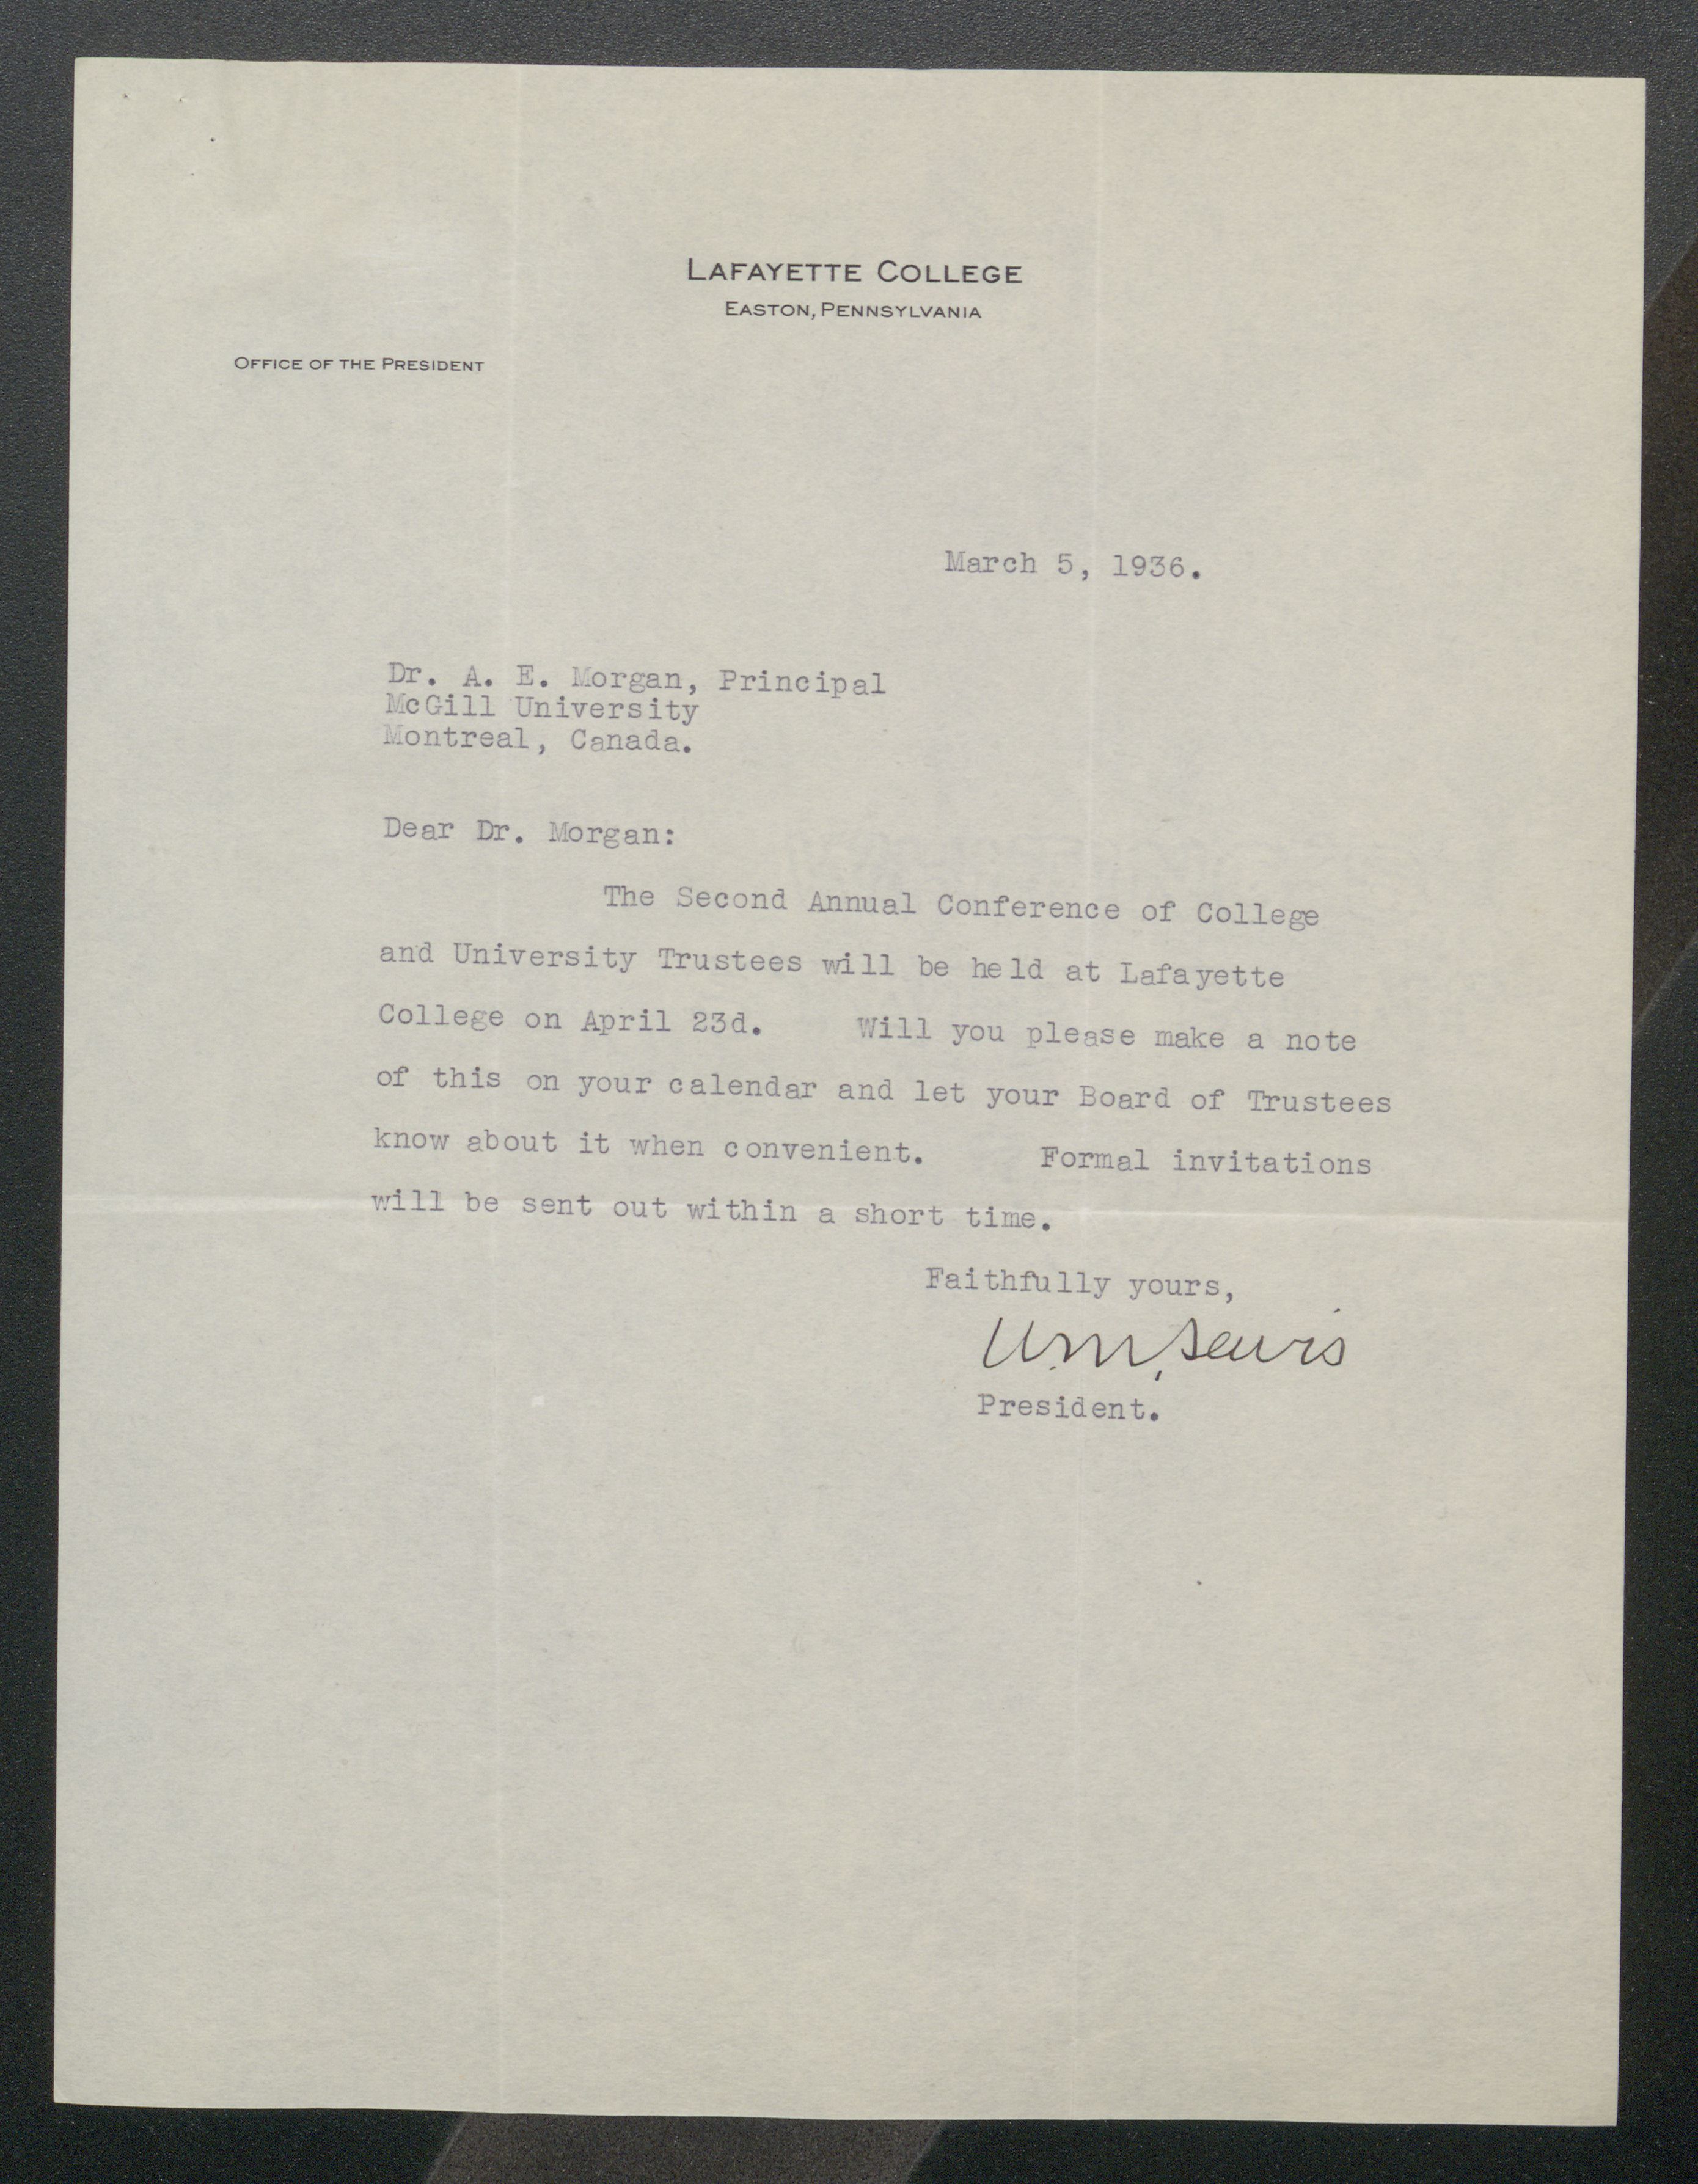 LAFAYETTE COLLEGE
EASTON, PENNSYLVANIA
OFFICE OF THE PRESIDENT
March 5, 1936.
Dr. A. E. Morgan, Principal
McGill University
Montreal, Canada.
Dear Dr. Morgan:
The Second Annual Conference of College
and University Trustees will be held at Lafayette
College on April 23d. Will you please make a note
of this on your calendar and let your Board of Trustees
know about it when convenient. Formal invitations
will be sent out within a short time.
Faithfully yours,
W. M. Lewis
President.